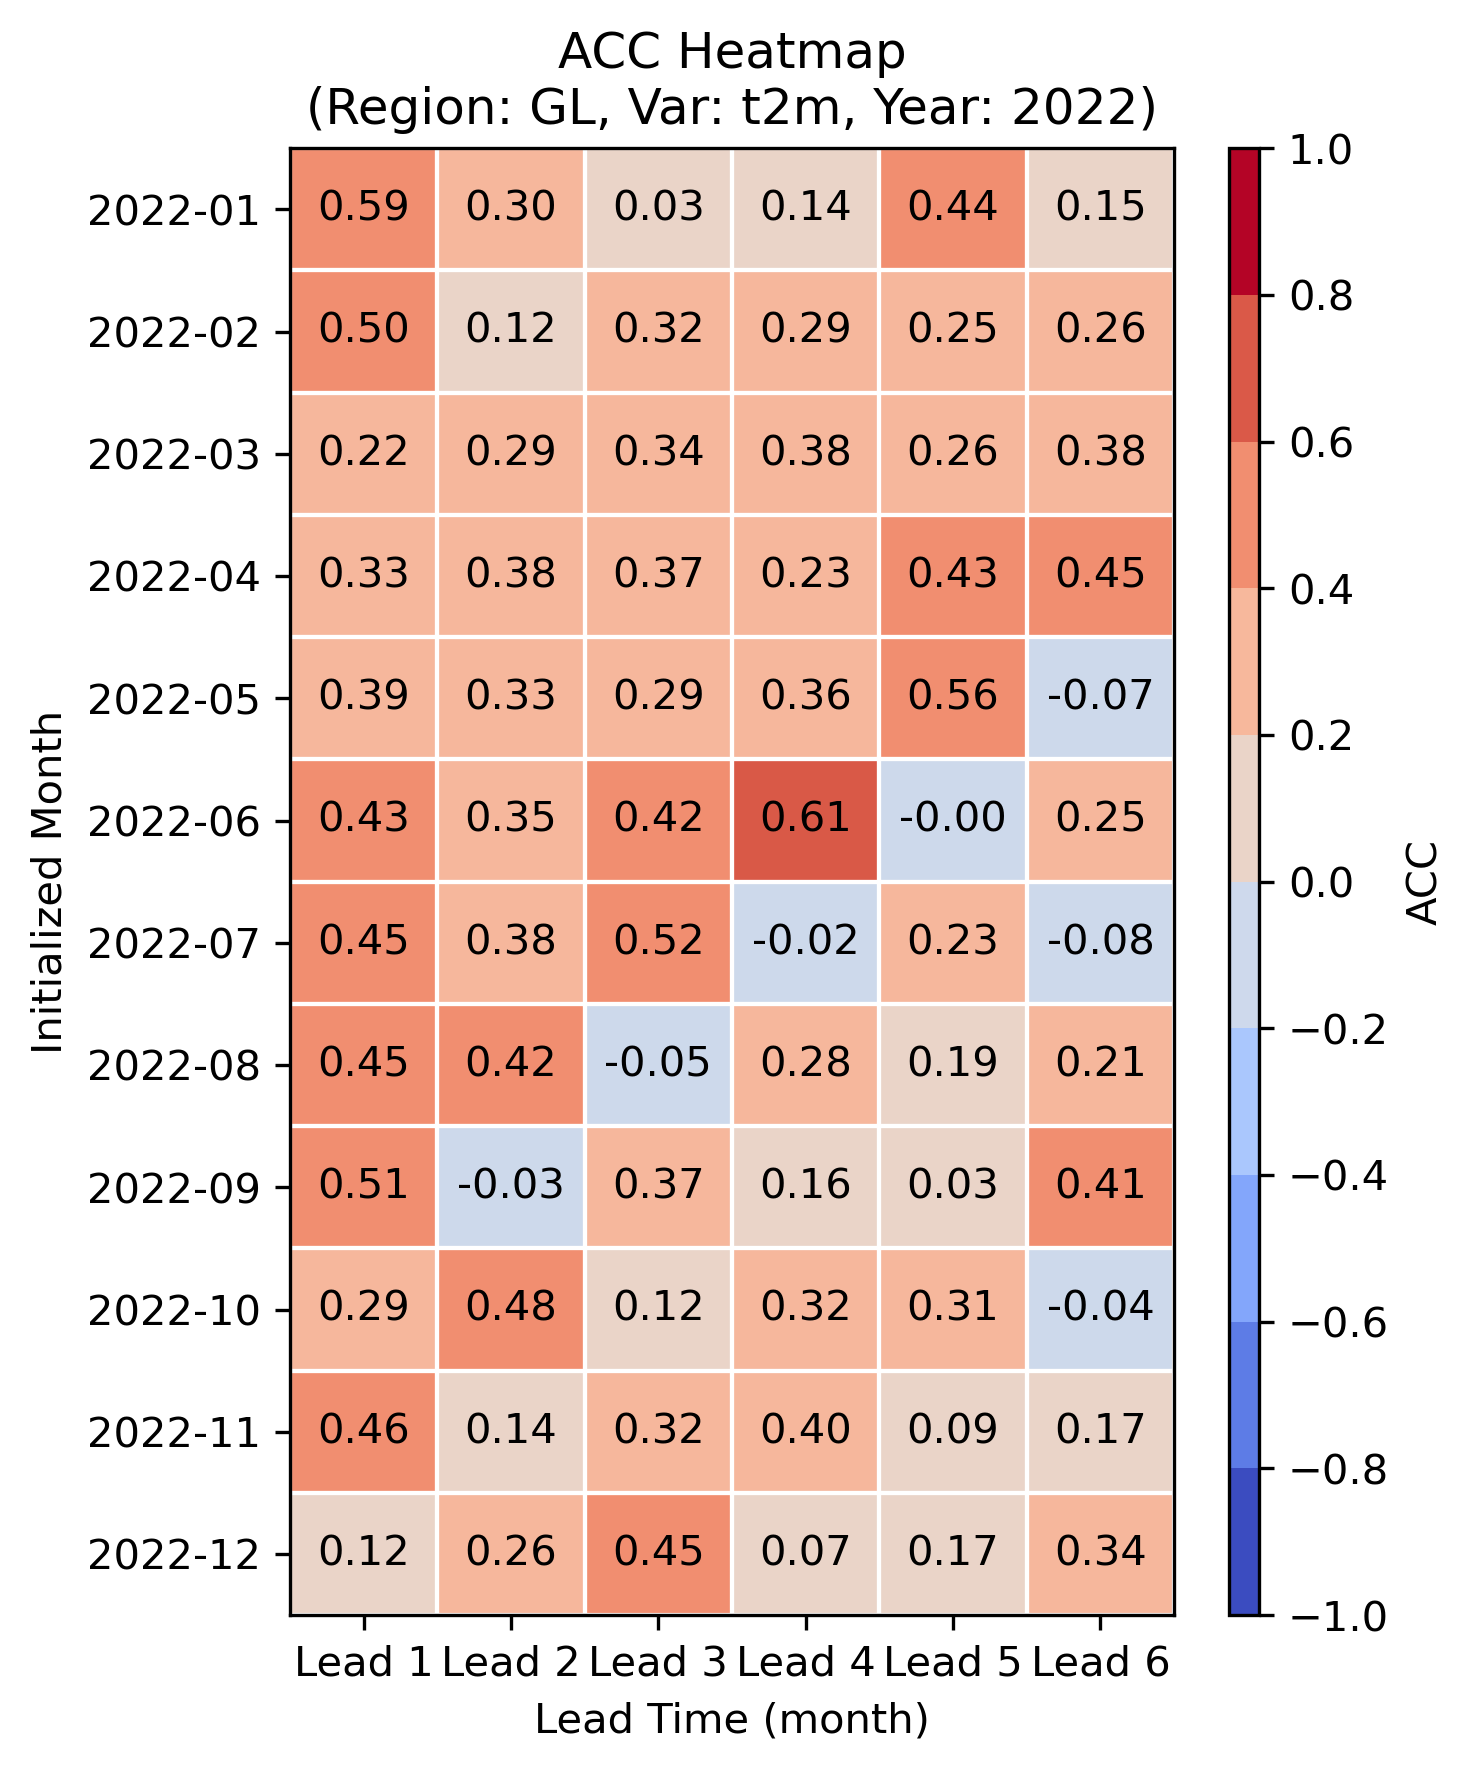 ACC Heatmap
(Region: GL, Var: t2m, Year: 2022)
2022-01 0.59 0.30 0.03 0.14 0.44 0.15
2022-02 0.50 0.12 0.32 0.29 0.25 0.26
2022-03 0.22 0.29 0.34 0.38 0.26 0.38
2022-04 0.33 0.38 0.37 0.23 0.43 0.45
2022-05 0.39 0.33 0.29 0.36 0.56 -0.07
2022-06 0.43 0.35 0.42 0.61 -0.00 0.25
2022-07 0.45 0.38 0.52 -0.02 0.23 -0.08
2022-08 0.45 0.42 -0.05 0.28 0.19 0.21
2022-09 0.51 -0.03 0.37 0.16 0.03 0.41
2022-10 0.29 0.48 0.12 0.32 0.31 -0.04
2022-11 0.46 0.14 0.32 0.40 0.09 0.17
2022-12 0.12 0.26 0.45 0.07 0.17 0.34
Lead 1 Lead 2 Lead 3 Lead 4 Lead 5 Lead 6
Lead Time (month)
Initialized Month
1.0
0.8
0.6
0.4
0.2
0.0
−0.2
−0.4
−0.6
−0.8
−1.0
ACC